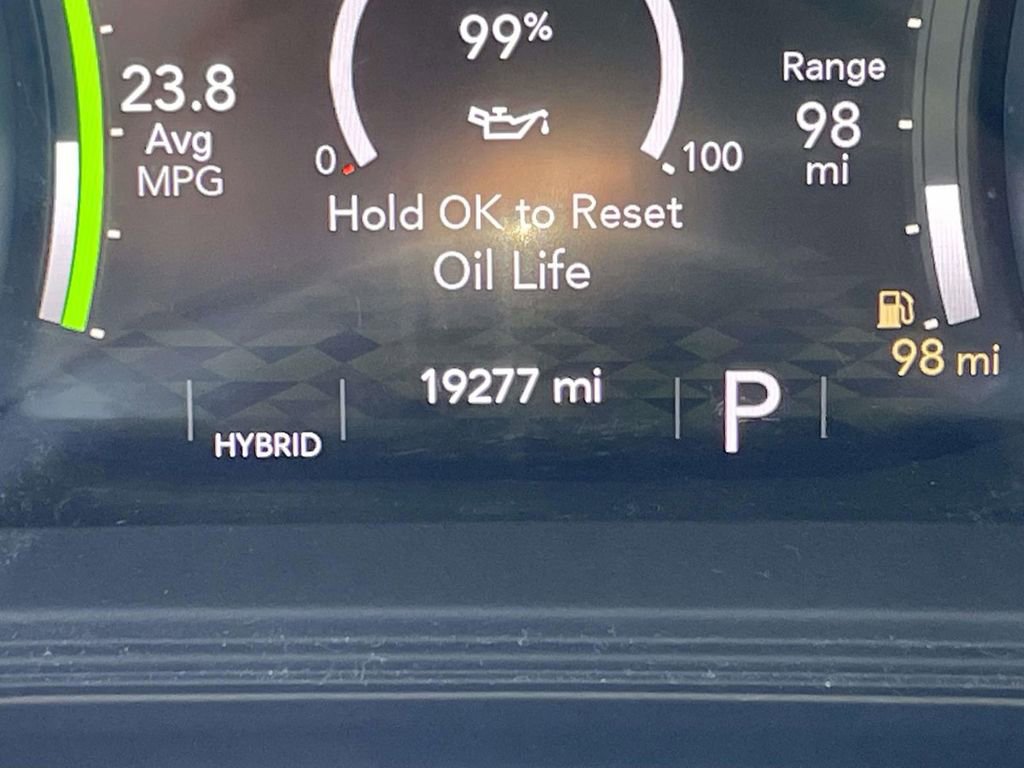 99%
23.8
Avg
MPG
Range
98
mi
0
100
Hold OK to Reset
Oil Life
98 mi
19277 mi
P
HYBRID